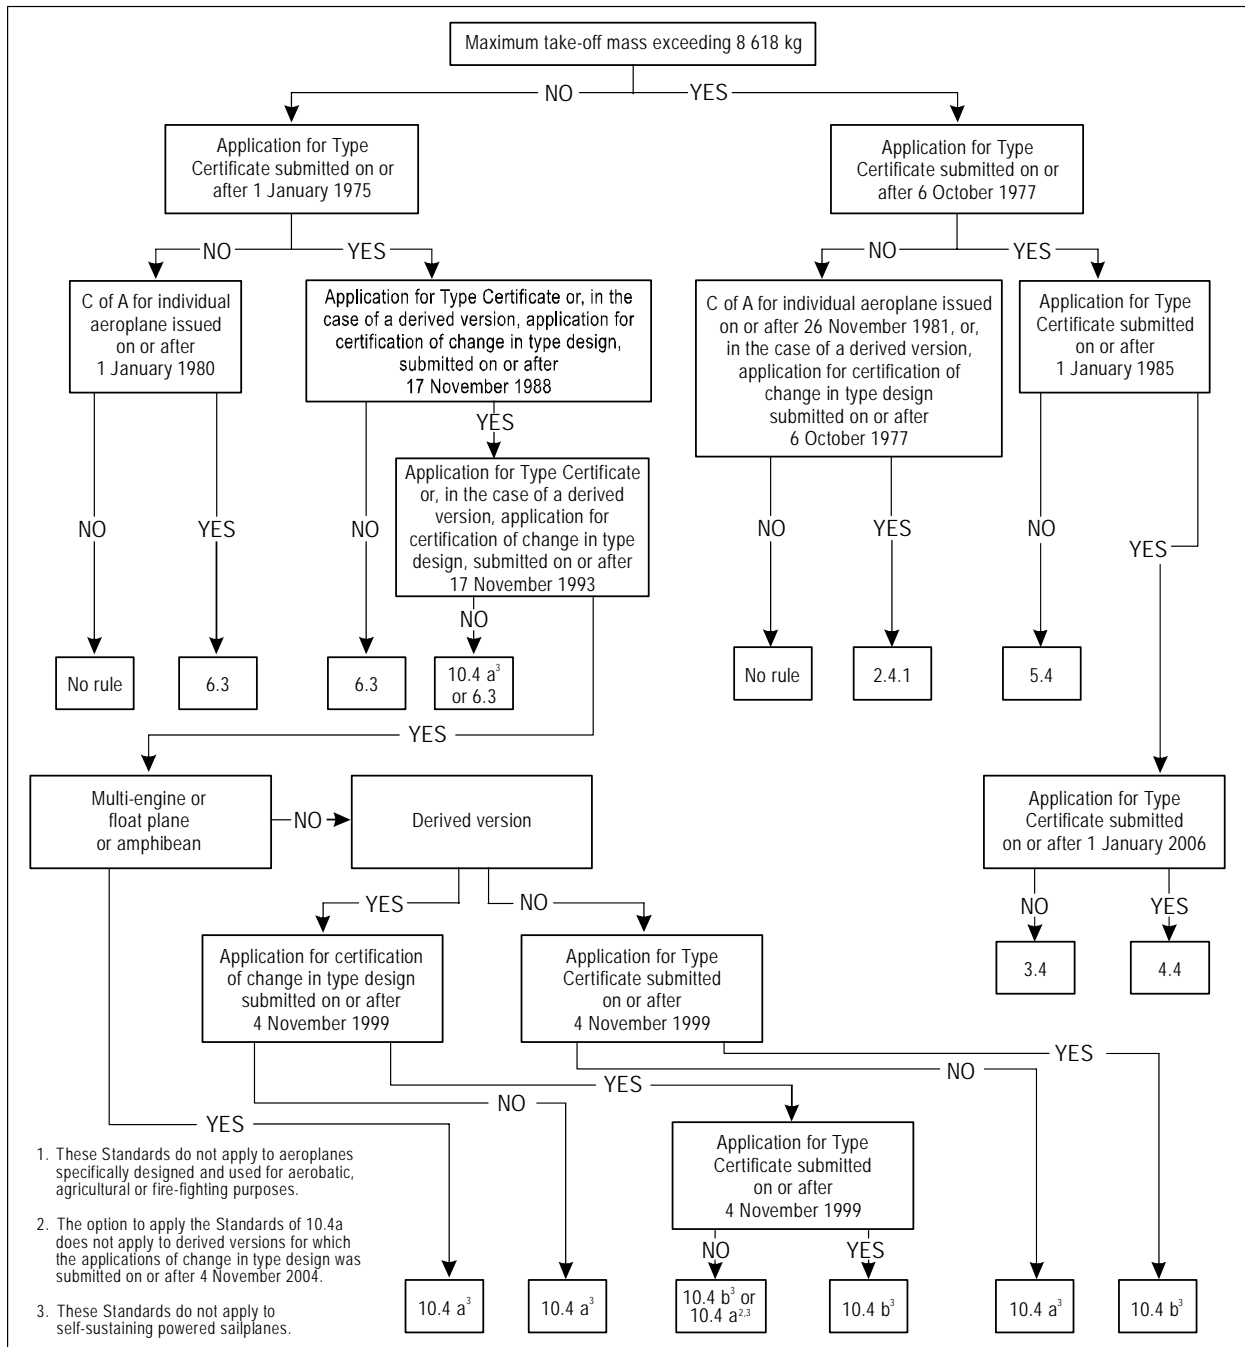 Maximum take-off mass exceeding 8 618 kg
NO
YES
Application for Type
Certificate submitted on or
after 1 January 1975
Application for Type
Certificate submitted on or
after 6 October 1977
NO
YES
NO
YES
C of A for individual
aeroplane issued
on or after
1 January 1980
Application for Type Certificate or, in the
case of a derived version, application for
certification of change in type design,
submitted on or after
17 November 1988
C of A for individual aeroplane issued
on or after 26 November 1981, or,
in the case of a derived version,
application for certification of
change in type design
submitted on or after
6 October 1977
Application for Type
Certificate submitted
on or after
1 January 1985
YES
Application for Type Certificate
or, in the case of a derived
version, application for
certification of change in type
design, submitted on or after
17 November 1993
NO
YES
NO
NO
YES
NO
YES
NO
No rule
6.3
6.3
10.4 a³
or 6.3
No rule
2.4.1
5.4
YES
Multi-engine or
float plane
or amphibean
NO
Derived version
Application for Type
Certificate submitted
on or after 1 January 2006
YES
NO
NO
YES
3.4
4.4
Application for certification
of change in type design
submitted on or after
4 November 1999
Application for Type
Certificate submitted
on or after
4 November 1999
YES
NO
YES
NO
YES
Application for Type
Certificate submitted
on or after
4 November 1999
NO
YES
1. These Standards do not apply to aeroplanes
specifically designed and used for aerobatic,
agricultural or fire-fighting purposes.
2. The option to apply the Standards of 10.4a
does not apply to derived versions for which
the applications of change in type design was
submitted on or after 4 November 2004.
3. These Standards do not apply to
self-sustaining powered sailplanes.
10.4 a³
10.4 a³
10.4 b³ or
10.4 a²,³
10.4 b³
10.4 a³
10.4 b³